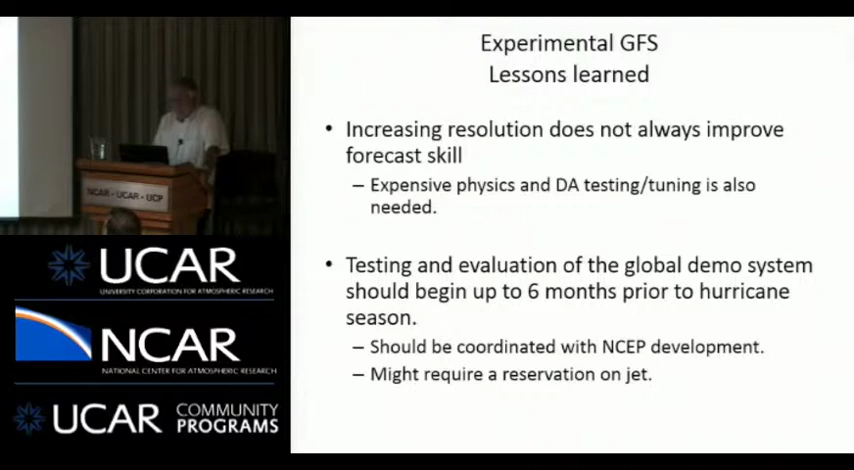 Experimental GFS
Lessons learned
• Increasing resolution does not always improve
forecast skill
– Expensive physics and DA testing/tuning is also
needed.
• Testing and evaluation of the global demo system
should begin up to 6 months prior to hurricane
season.
– Should be coordinated with NCEP development.
– Might require a reservation on jet.
NCAR - UCAR - UCP
UCAR
UNIVERSITY CORPORATION FOR ATMOSPHERIC RESEARCH
NCAR
NATIONAL CENTER FOR ATMOSPHERIC RESEARCH
UCAR COMMUNITY
PROGRAMS